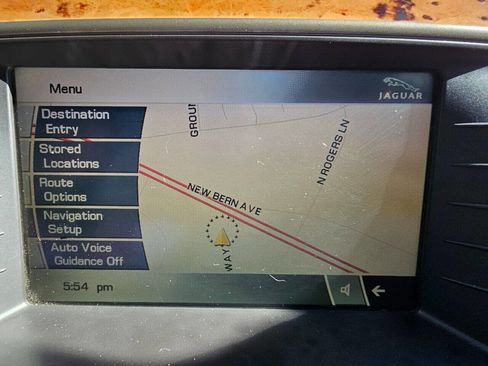 Menu
JAGUAR
Destination
Entry
Stored
Locations
Route
Options
Navigation
Setup
Auto Voice
Guidance Off
GROUN
N ROGERS LN
NEW BERN AVE
WAY
5:54 pm